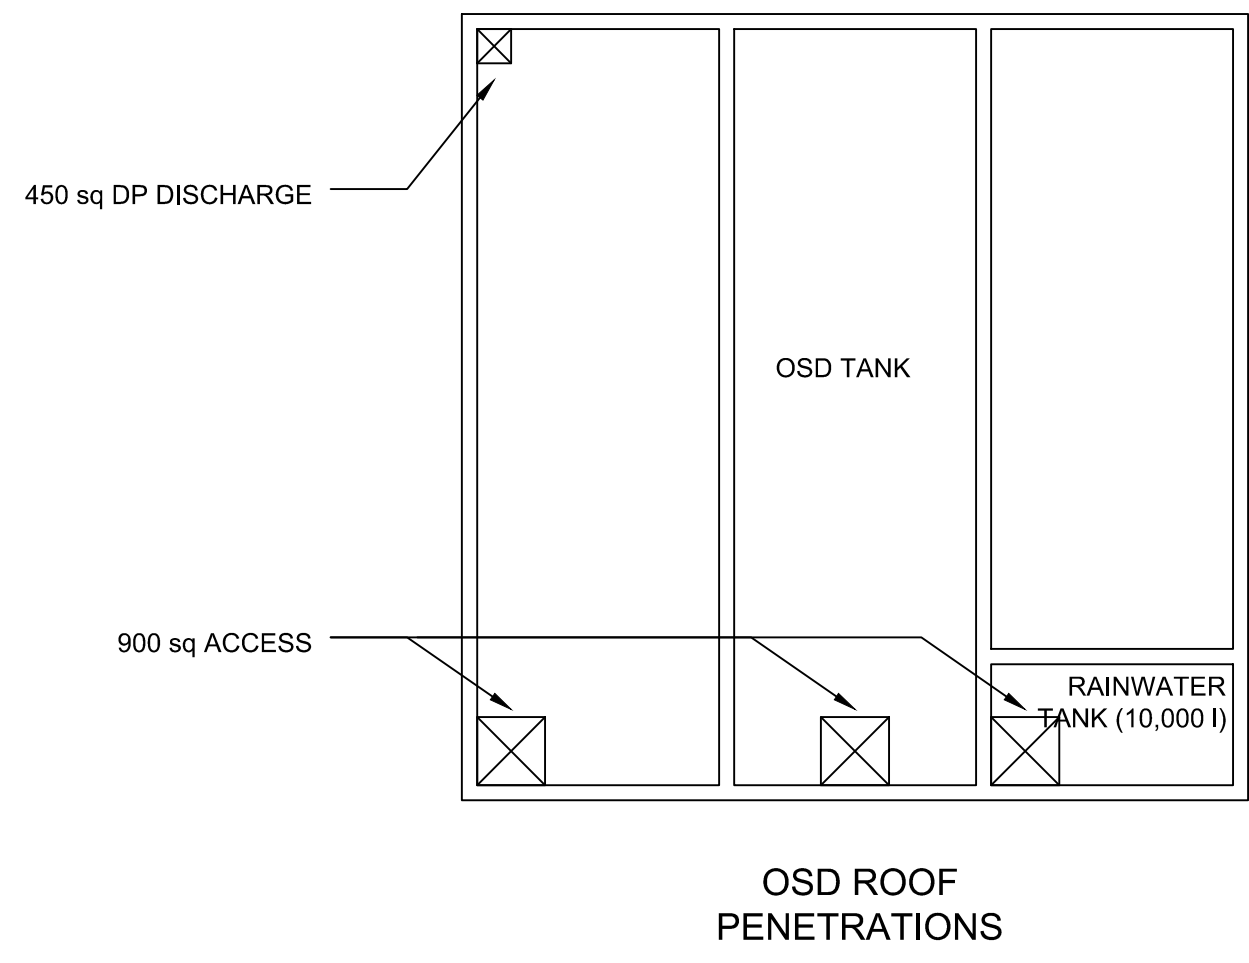 450 sq DP DISCHARGE
OSD TANK
900 sq ACCESS
RAINWATER
TANK (10,000 l)
OSD ROOF
PENETRATIONS